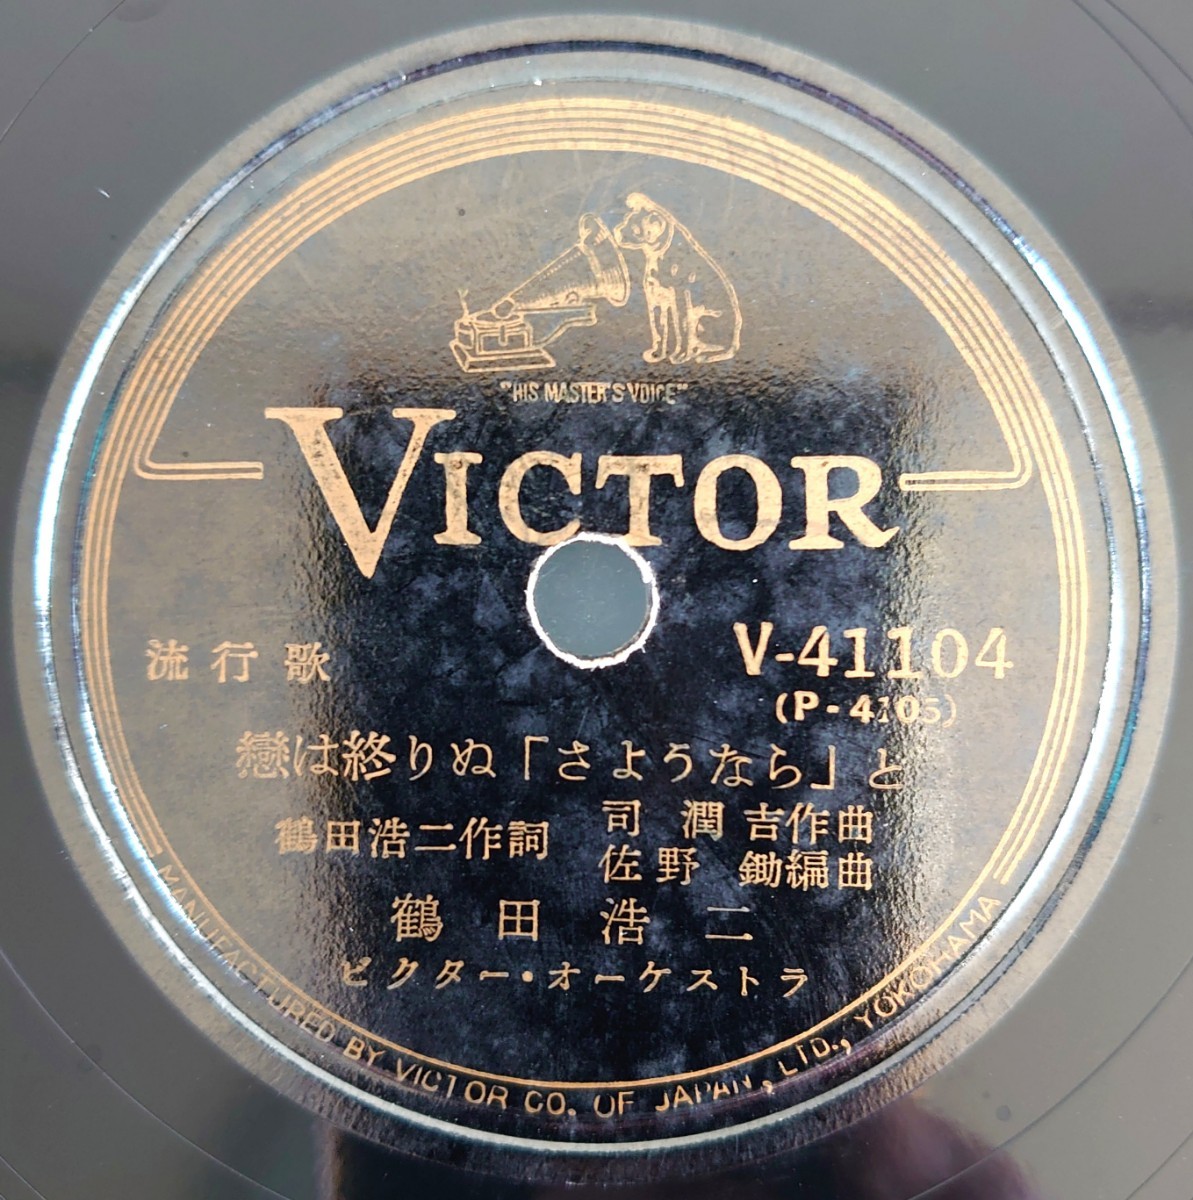 "HIS MASTER'S VOICE"
VICTOR
流行歌
V-41104
(P-4105)
戀は終りぬ「さようなら」と
鶴田浩二作詞
司 潤吉作曲
佐野 鋤編曲
鶴田浩二
ビクター・オーケストラ
MANUFACTURED BY VICTOR CO. OF JAPAN, LTD., YOKOHAMA